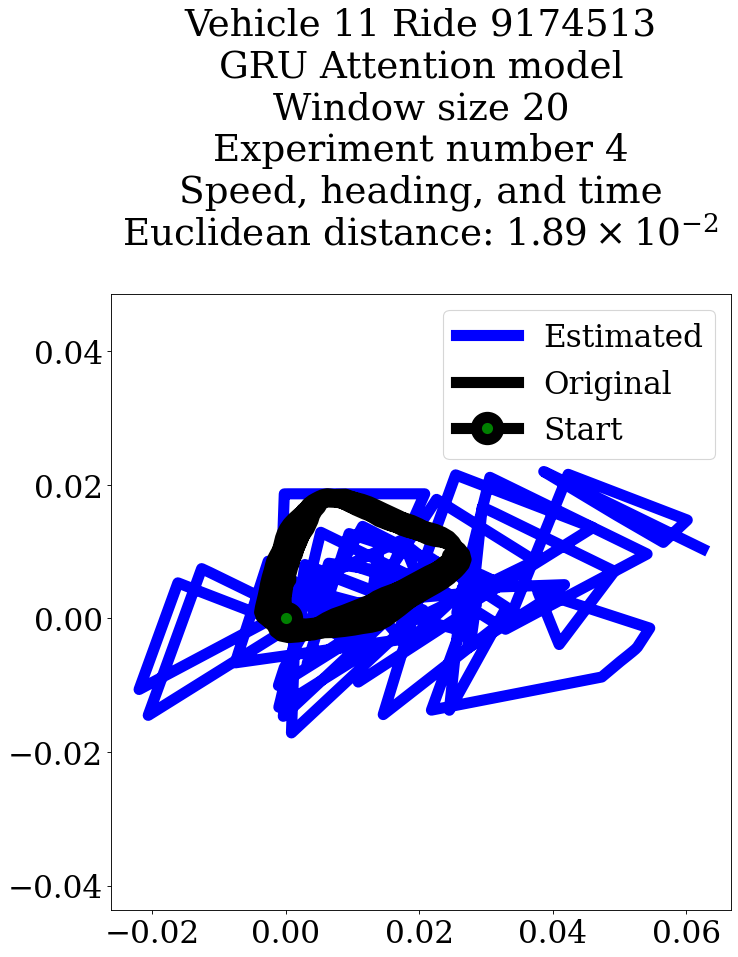 Vehicle 11 Ride 9174513
GRU Attention model
Window size 20
Experiment number 4
Speed, heading, and time
Euclidean distance: 1.89 × 10⁻²
Estimated
Original
Start
0.04
0.02
0.00
−0.02
−0.04
−0.02 0.00 0.02 0.04 0.06